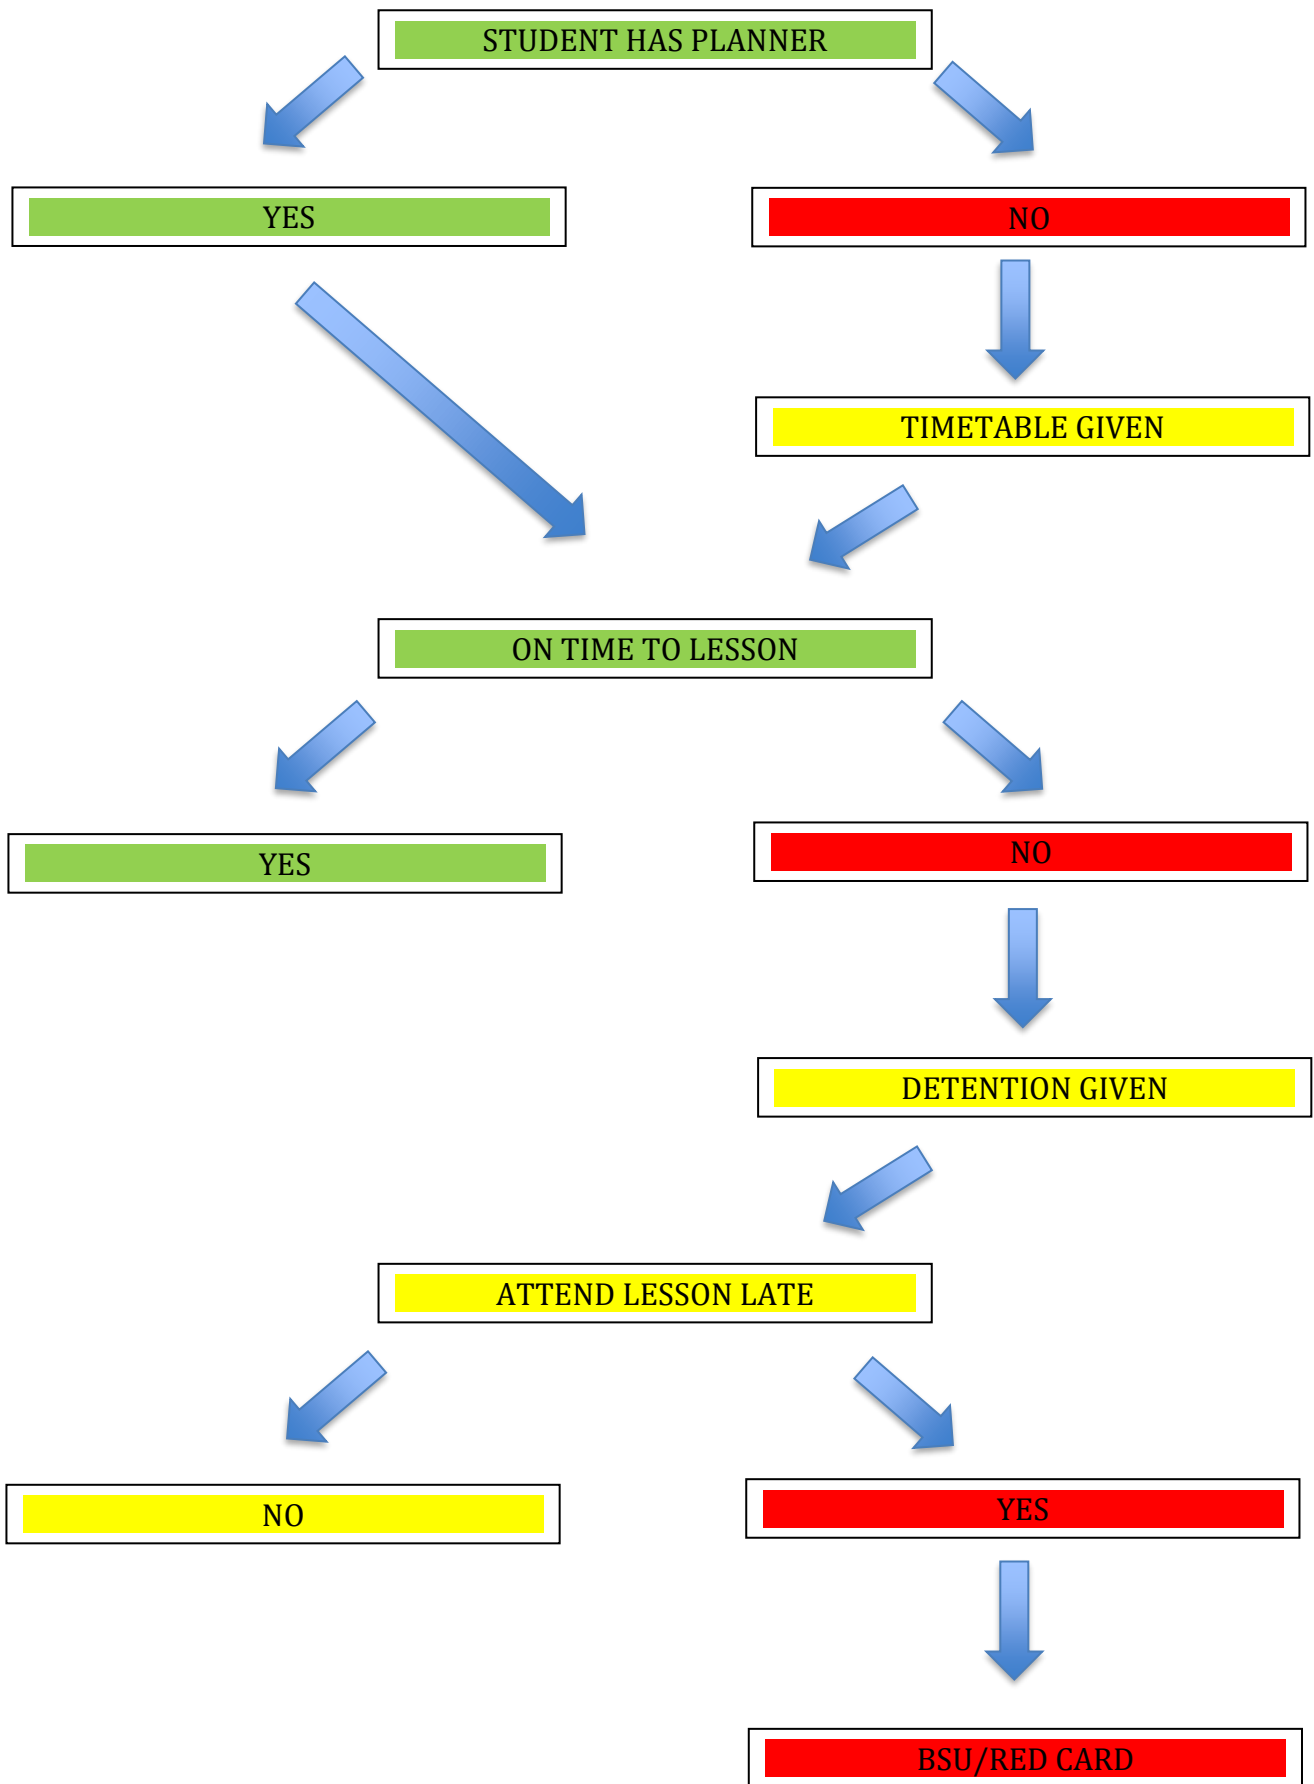 STUDENT HAS PLANNER
YES
NO
TIMETABLE GIVEN
ON TIME TO LESSON
YES
NO
DETENTION GIVEN
ATTEND LESSON LATE
NO
YES
BSU/RED CARD